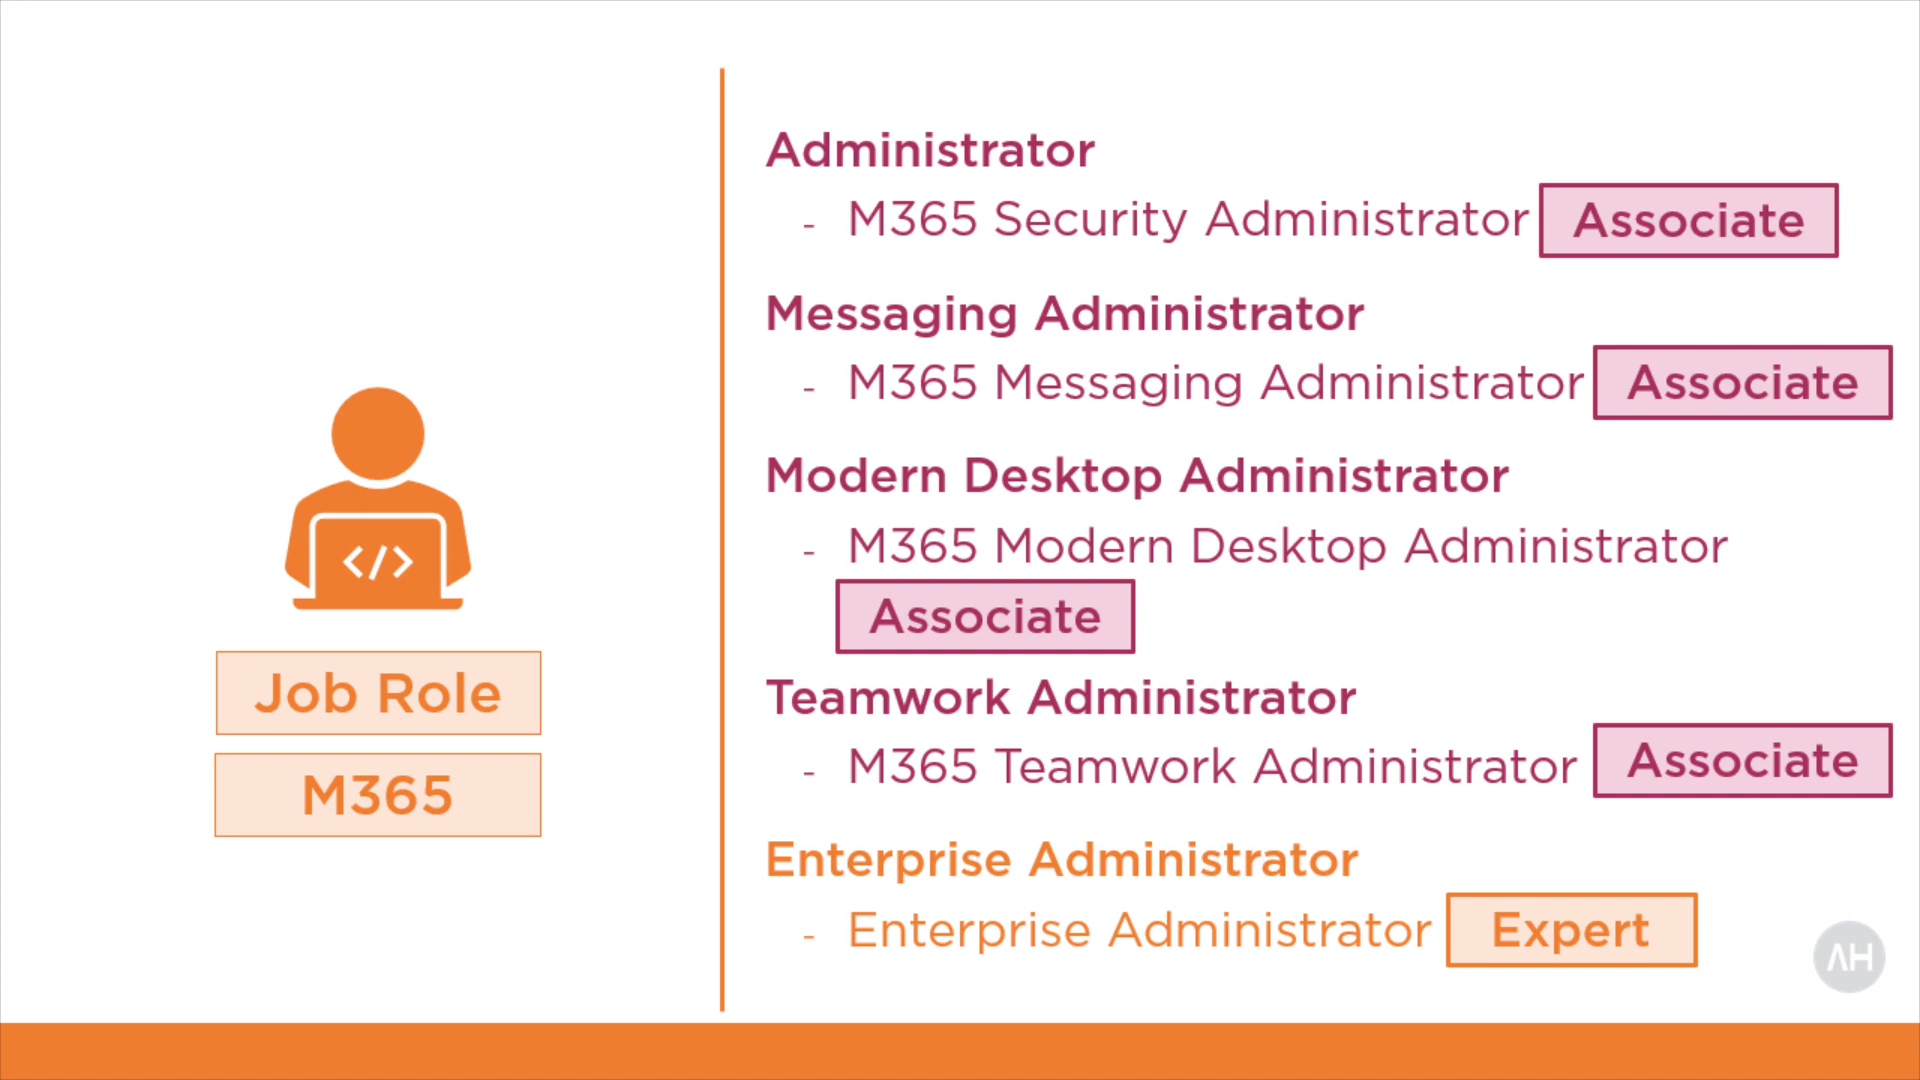 Administrator
- M365 Security Administrator Associate
Messaging Administrator
- M365 Messaging Administrator Associate
Modern Desktop Administrator
- M365 Modern Desktop Administrator
Associate
Teamwork Administrator
- M365 Teamwork Administrator Associate
Enterprise Administrator
- Enterprise Administrator Expert
</>
Job Role
M365
AH